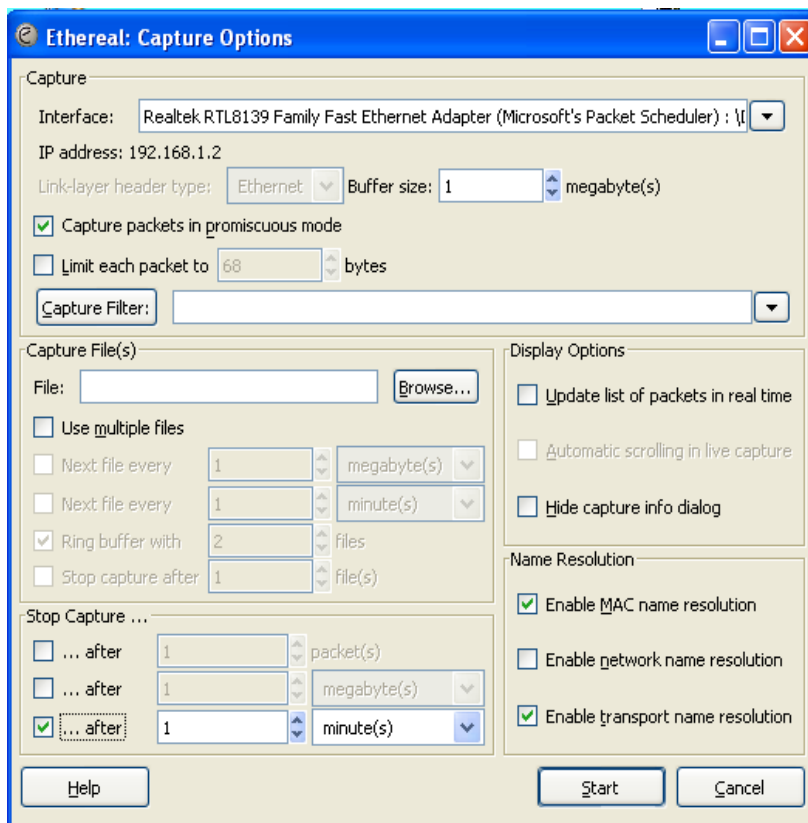 Ethereal: Capture Options
Capture
Interface: Realtek RTL8139 Family Fast Ethernet Adapter (Microsoft's Packet Scheduler) : \[
IP address: 192.168.1.2
Link-layer header type: Ethernet Buffer size: 1 megabyte(s)
Capture packets in promiscuous mode
Limit each packet to 68 bytes
Capture Filter:
Capture File(s)
File: Browse...
Use multiple files
Next file every 1 megabyte(s)
Next file every 1 minute(s)
Ring buffer with 2 files
Stop capture after 1 file(s)
Stop Capture ...
... after 1 packet(s)
... after 1 megabyte(s)
... after 1 minute(s)
Display Options
Update list of packets in real time
Automatic scrolling in live capture
Hide capture info dialog
Name Resolution
Enable MAC name resolution
Enable network name resolution
Enable transport name resolution
Help Start Cancel